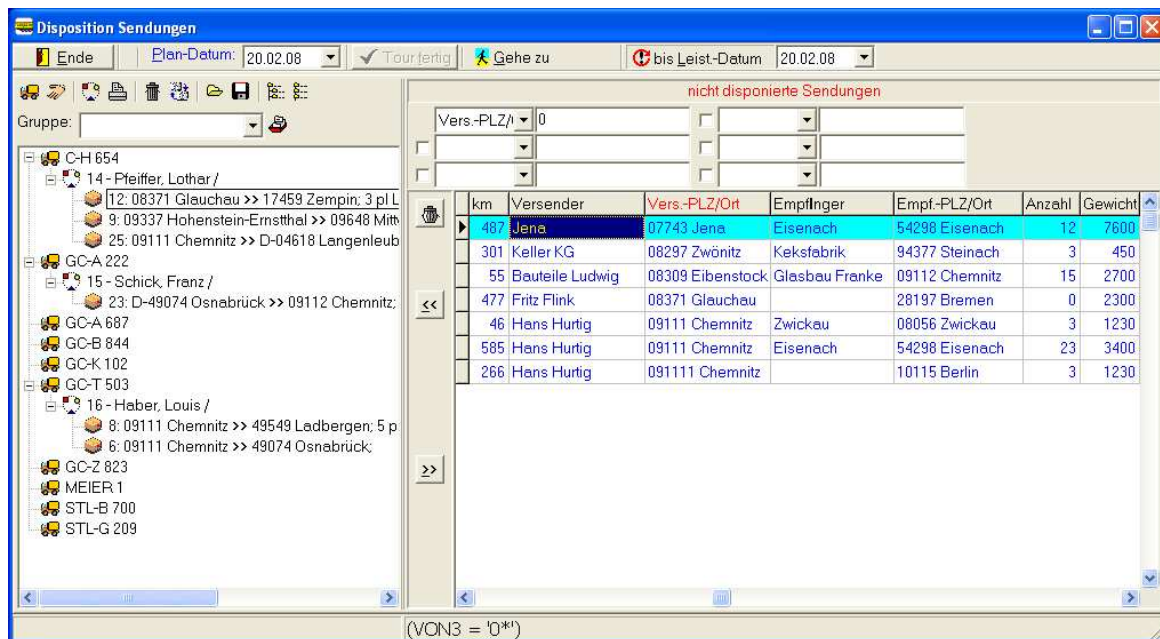 Disposition Sendungen
Ende Plan-Datum: 20.02.08 Tour fertig Gehe zu bis Leist.-Datum 20.02.08
nicht disponierte Sendungen
Gruppe:
Vers.-PLZ/ 0
C-H 654
14 - Pfeiffer, Lothar /
12: 08371 Glauchau >> 17459 Zempin; 3 pl L
9: 09337 Hohenstein-Ernstthal >> 09648 Mittw
25: 09111 Chemnitz >> D-04618 Langenleub
GC-A 222
15 - Schick, Franz /
23: D-49074 Osnabrück >> 09112 Chemnitz;
GC-A 687
GC-B 844
GC-K 102
GC-T 503
16 - Haber, Louis /
8: 09111 Chemnitz >> 49549 Ladbergen; 5 p
6: 09111 Chemnitz >> 49074 Osnabrück;
GC-Z 823
MEIER 1
STL-B 700
STL-G 209
<<
>>
km Versender Vers.-PLZ/Ort Empflnger Empf.-PLZ/Ort Anzahl Gewicht
487 Jena 07743 Jena Eisenach 54298 Eisenach 12 7600
301 Keller KG 08297 Zwönitz Keksfabrik 94377 Steinach 3 450
55 Bauteile Ludwig 08309 Eibenstock Glasbau Franke 09112 Chemnitz 15 2700
477 Fritz Flink 08371 Glauchau 28197 Bremen 0 2300
46 Hans Hurtig 09111 Chemnitz Zwickau 08056 Zwickau 3 1230
585 Hans Hurtig 09111 Chemnitz Eisenach 54298 Eisenach 23 3400
266 Hans Hurtig 091111 Chemnitz 10115 Berlin 3 1230
(VON3 = '0*')